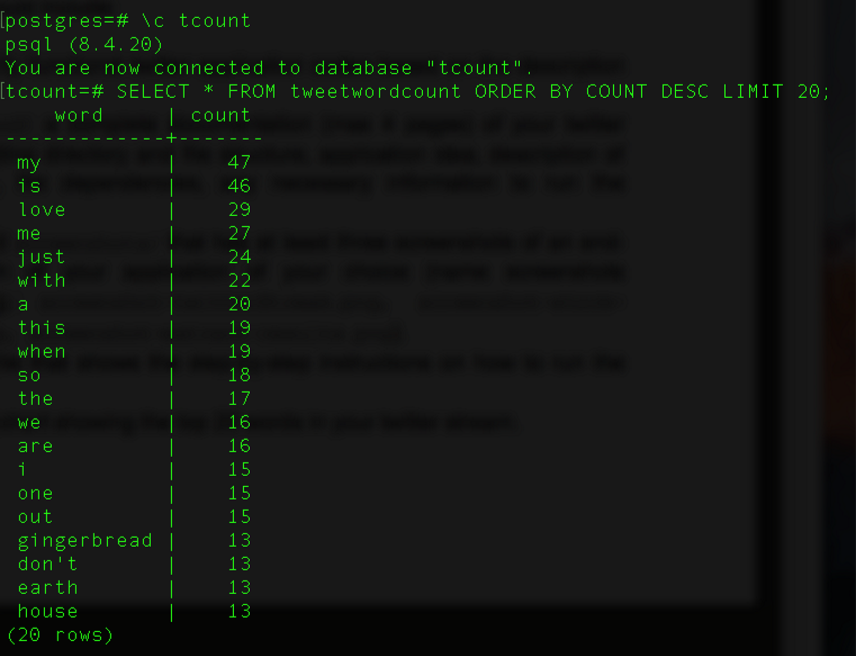 [postgres=# \c tcount
psql (8.4.20)
You are now connected to database "tcount".
[tcount=# SELECT * FROM tweetwordcount ORDER BY COUNT DESC LIMIT 20;
    word     | count
-------------+-------
 my          |    47
 is          |    46
 love        |    29
 me          |    27
 just        |    24
 with        |    22
 a           |    20
 this        |    19
 when        |    19
 so          |    18
 the         |    17
 we          |    16
 are         |    16
 i           |    15
 one         |    15
 out         |    15
 gingerbread |    13
 don't       |    13
 earth       |    13
 house       |    13
(20 rows)